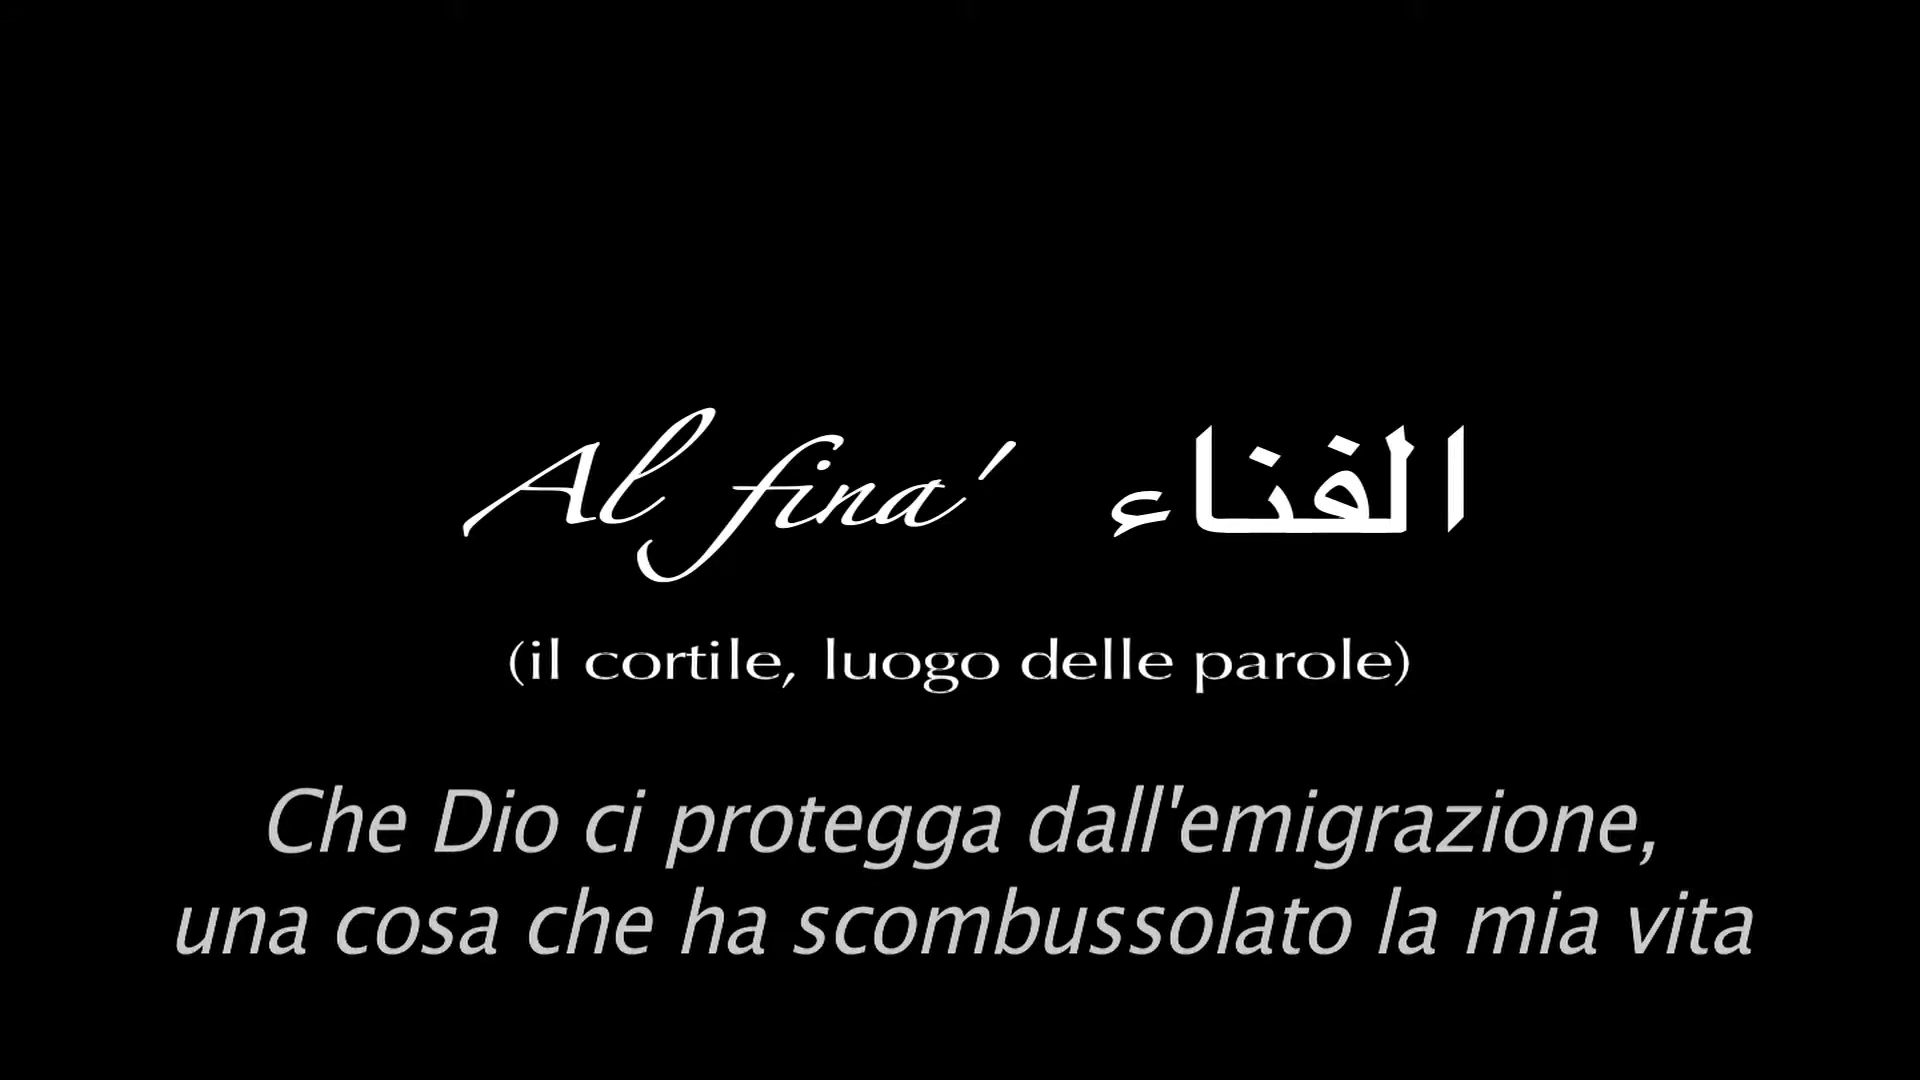 Al fina' الفناء
(il cortile, luogo delle parole)
Che Dio ci protegga dall'emigrazione,
una cosa che ha scombussolato la mia vita